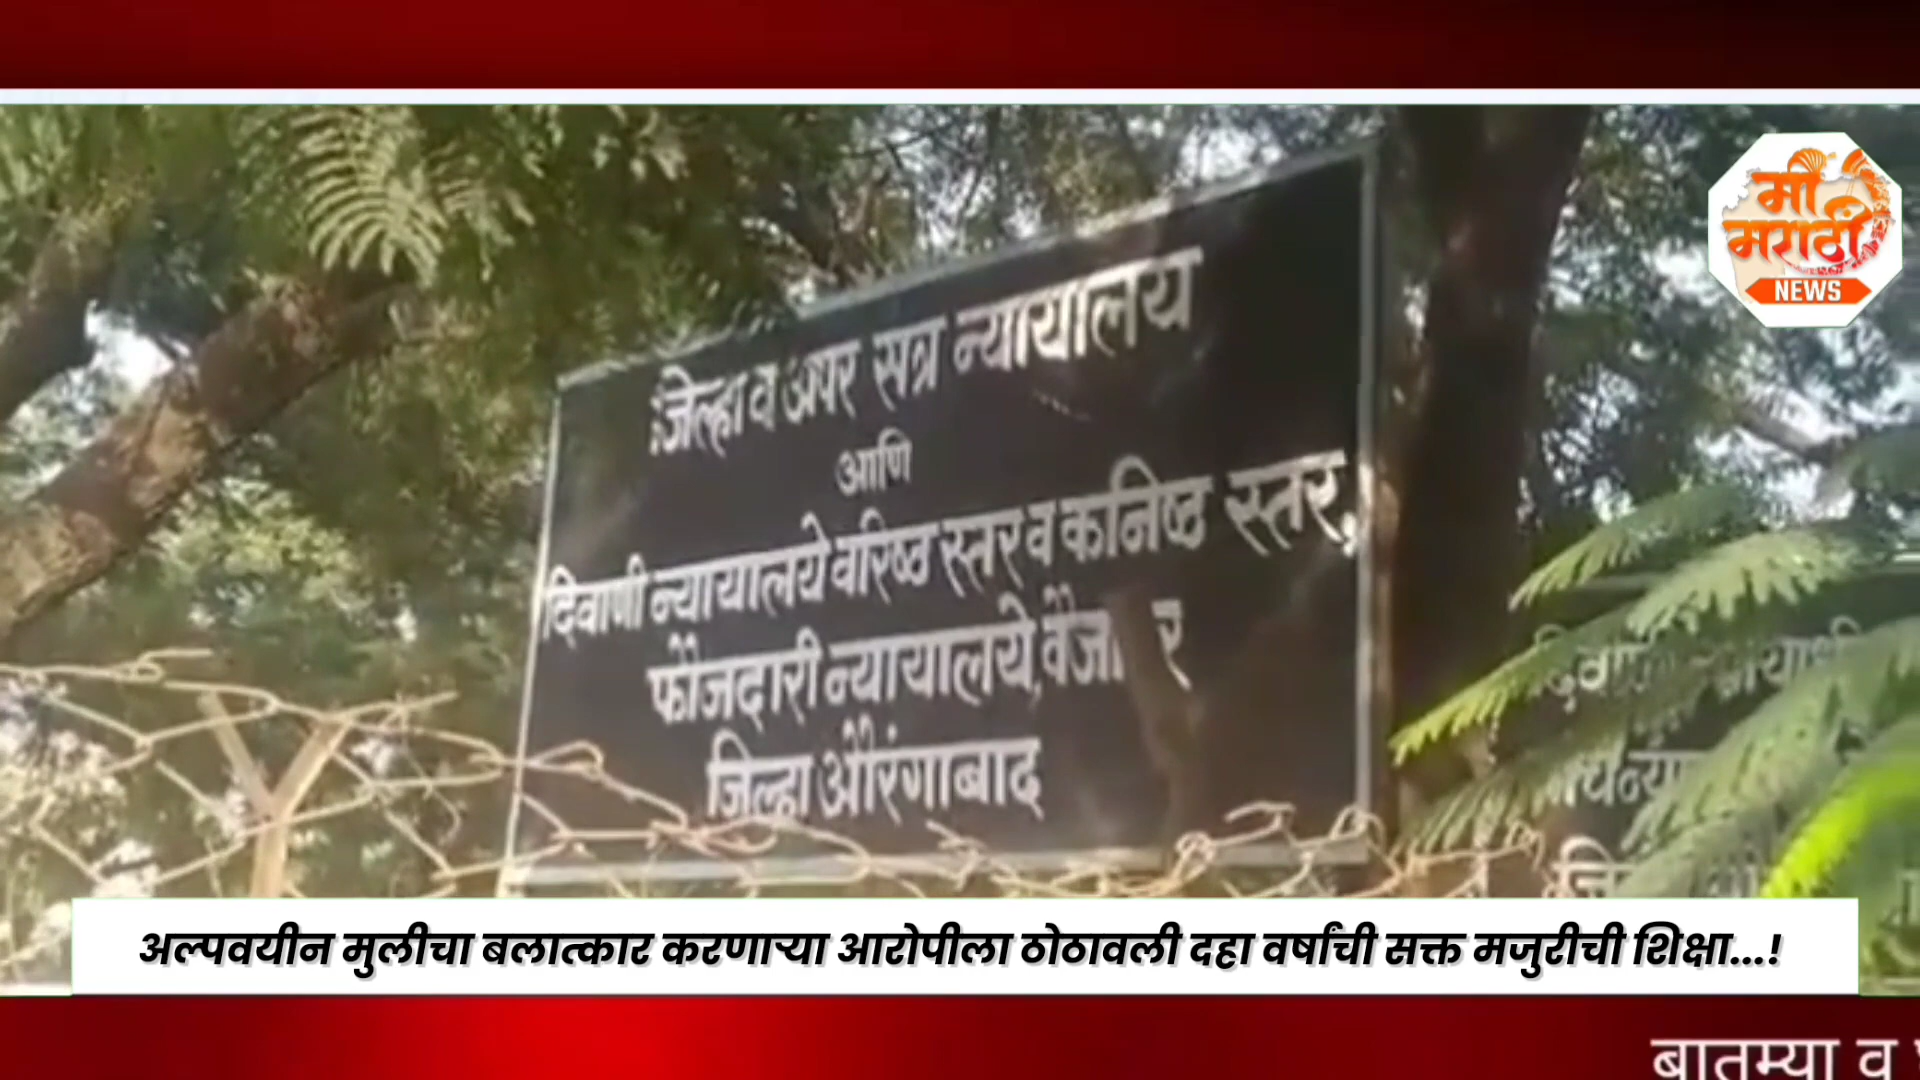 मी
मराठी
NEWS
जिल्हा व अपर सत्र न्यायालय
आणि
दिवाणी न्यायालये वरिष्ठ स्तर व कनिष्ठ स्तर,
फौजदारी न्यायालये, वैजा र
जिल्हा औरंगाबाद
अल्पवयीन मुलीचा बलात्कार करणाऱ्या आरोपीला ठोठावली दहा वर्षांची सक्त मजुरीची शिक्षा...!
बातम्या व